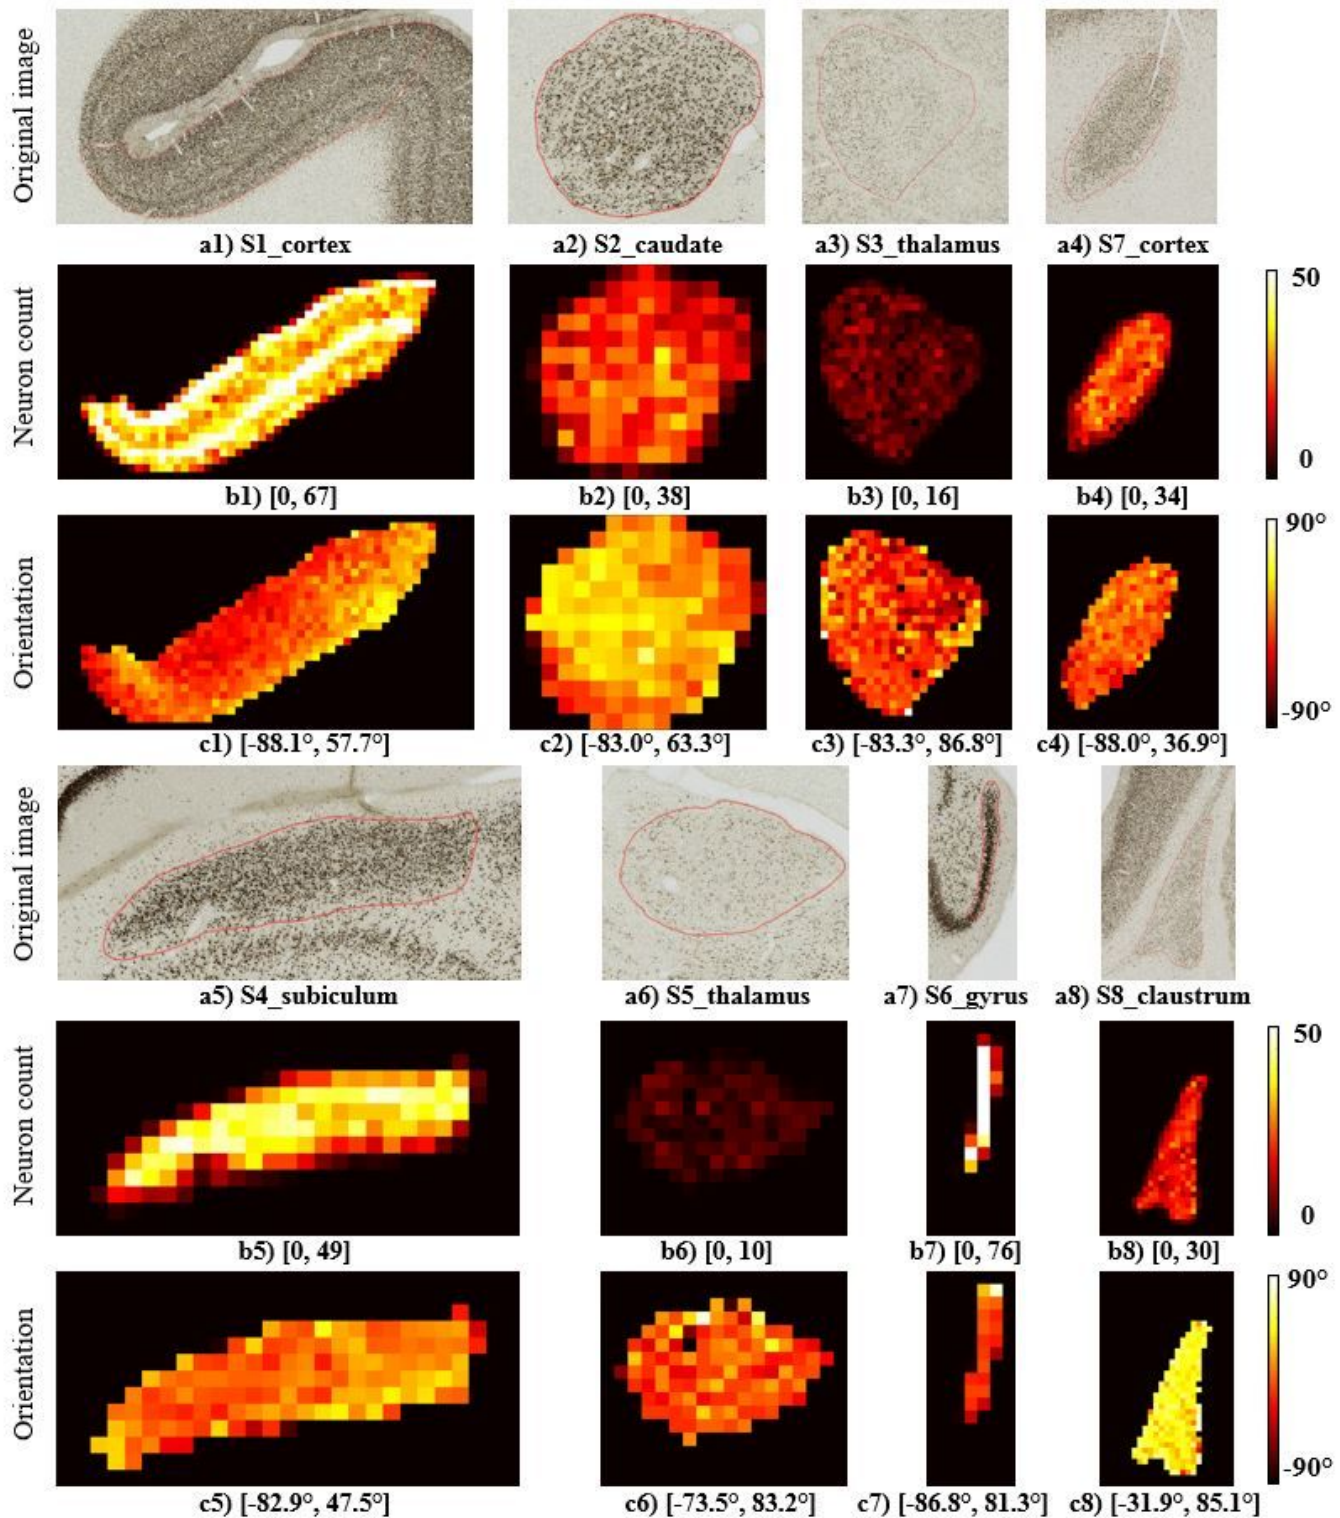 Original image
a1) S1_cortex a2) S2_caudate a3) S3_thalamus a4) S7_cortex
Neuron count
50
0
b1) [0, 67] b2) [0, 38] b3) [0, 16] b4) [0, 34]
Orientation
90°
-90°
c1) [-88.1°, 57.7°] c2) [-83.0°, 63.3°] c3) [-83.3°, 86.8°] c4) [-88.0°, 36.9°]
Original image
a5) S4_subiculum a6) S5_thalamus a7) S6_gyrus a8) S8_claustrum
Neuron count
50
0
b5) [0, 49] b6) [0, 10] b7) [0, 76] b8) [0, 30]
Orientation
90°
-90°
c5) [-82.9°, 47.5°] c6) [-73.5°, 83.2°] c7) [-86.8°, 81.3°] c8) [-31.9°, 85.1°]